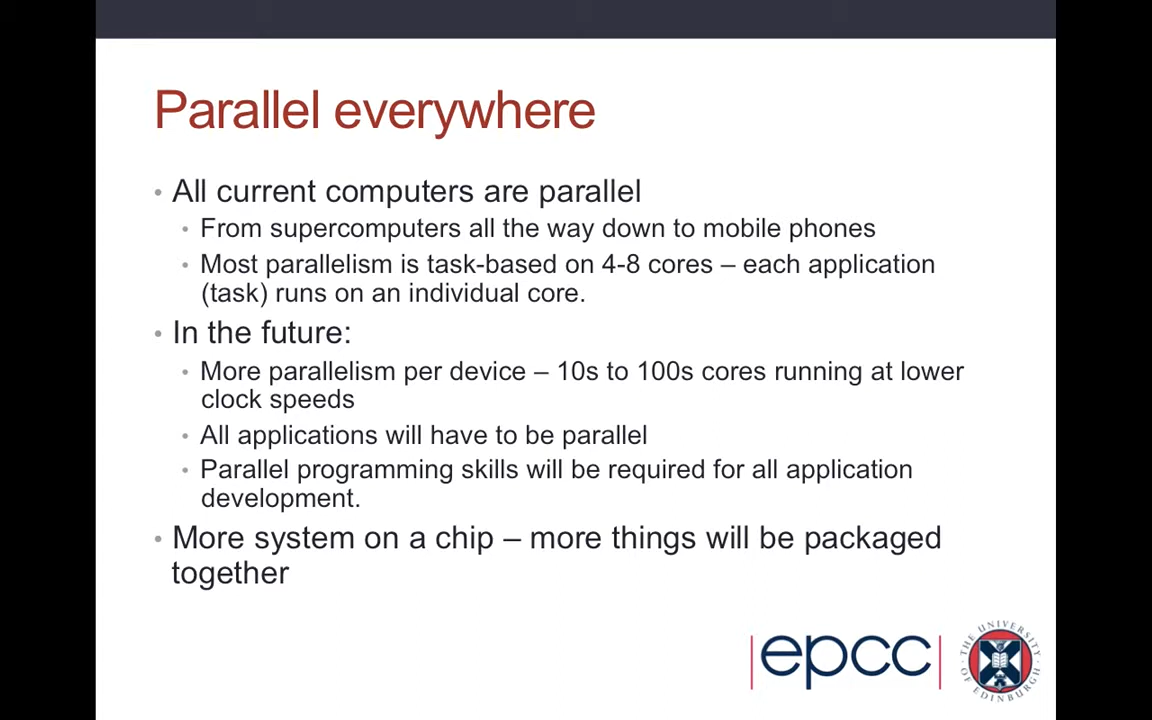 Parallel everywhere
• All current computers are parallel
• From supercomputers all the way down to mobile phones
• Most parallelism is task-based on 4-8 cores – each application
(task) runs on an individual core.
• In the future:
• More parallelism per device – 10s to 100s cores running at lower
clock speeds
• All applications will have to be parallel
• Parallel programming skills will be required for all application
development.
• More system on a chip – more things will be packaged
together
|epcc|
THE UNIVERSITY
OF EDINBURGH